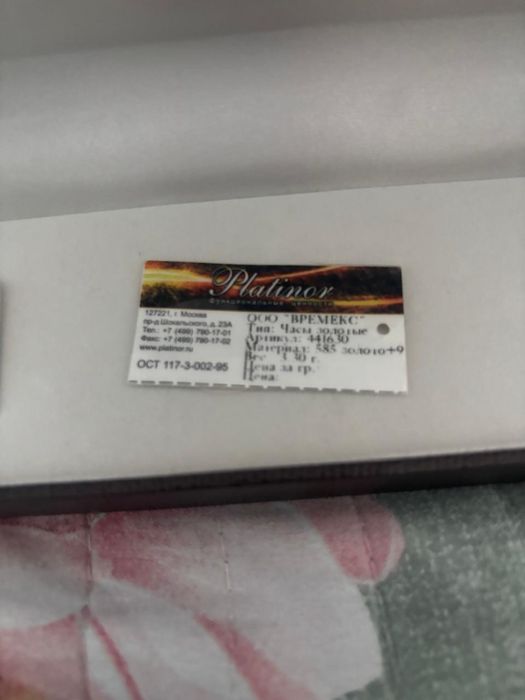 Platinor
Функциональные ценности
127221, г. Москва
пр-д Шокальского, д. 23А
Тел.: +7 (499) 790-17-01
Факс: +7 (499) 790-17-02
www.platinor.ru
ОСТ 117-3-002-95
ООО "ВРЕМЕКС"
Тип: Часы золотые
Артикул: 441630
Материал: 585 золото+9
Вес 3.30 г.
Цена за гр.
Цена: